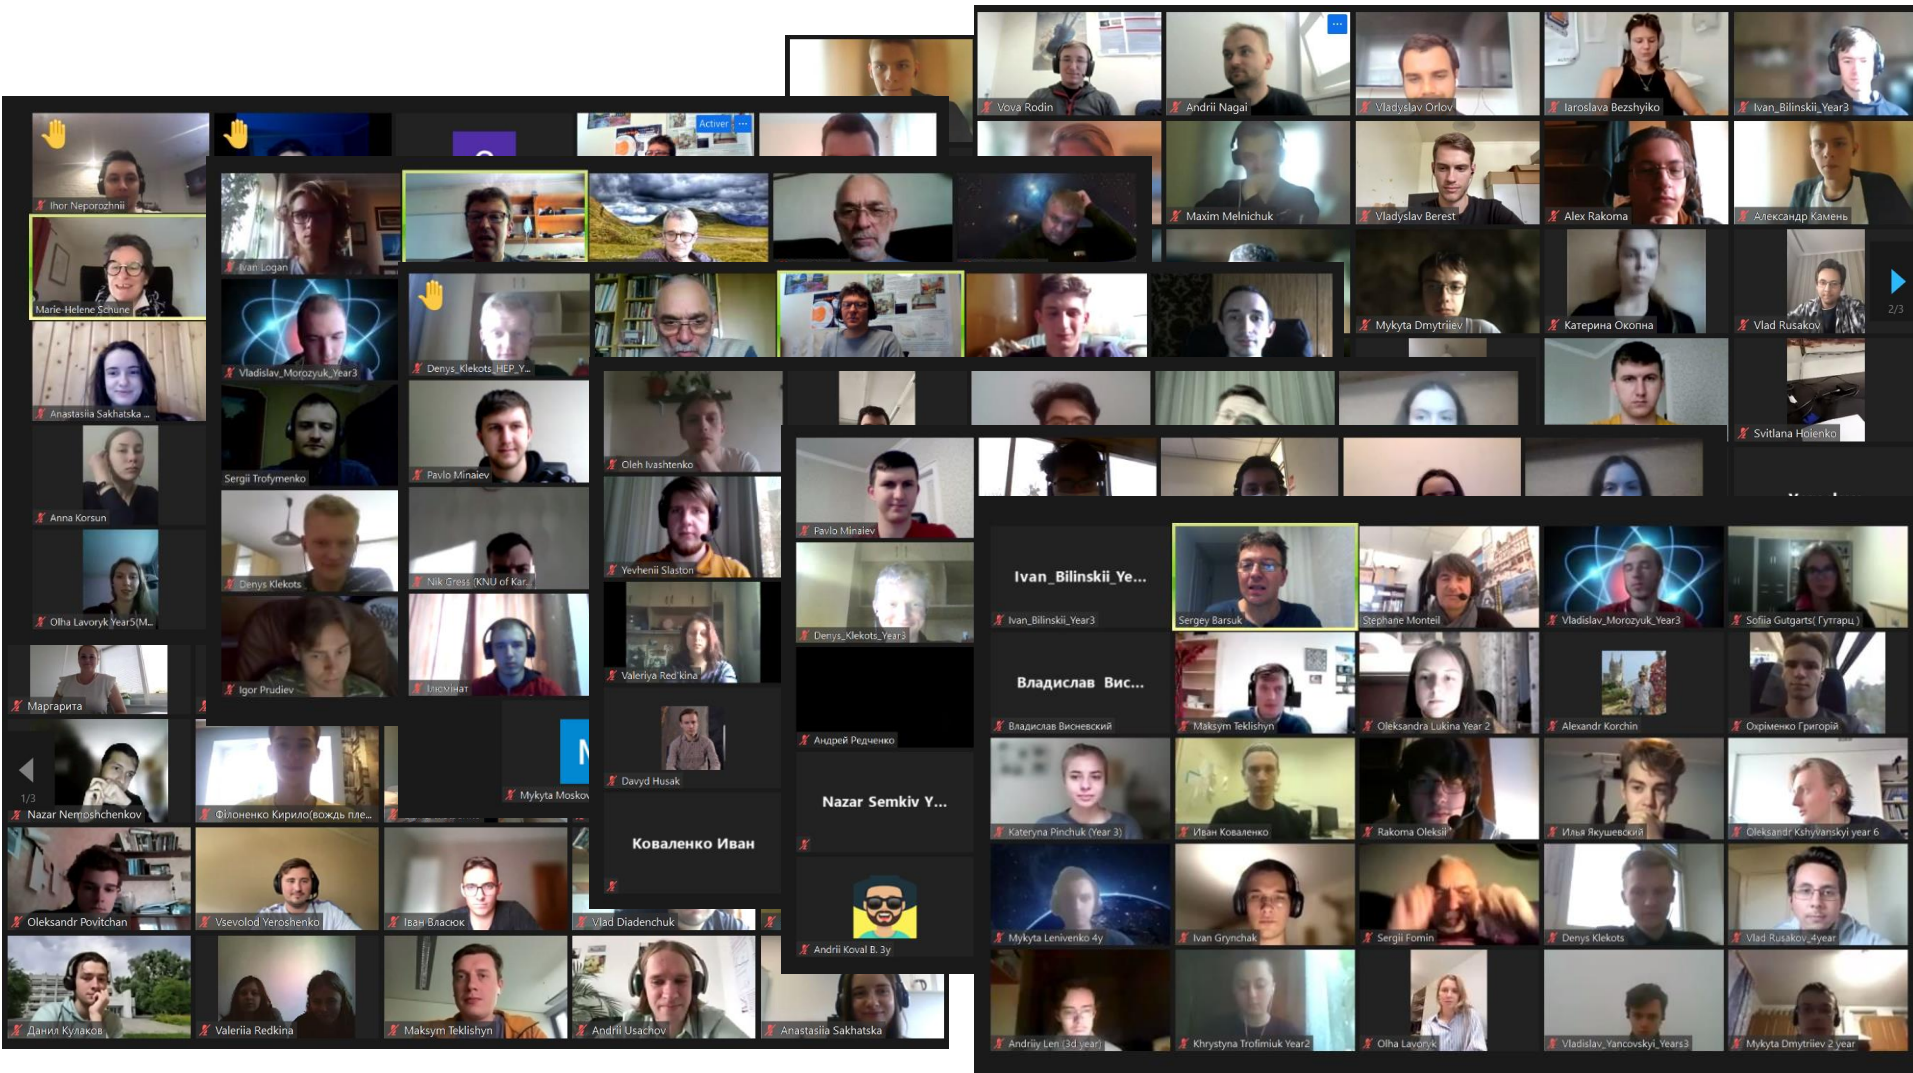 Vova Rodin
Andrii Nagai
Vladyslav Orlov
Iaroslava Bezshyiko
Ivan_Bilinskii_Year3
Activer
Ihor Neporozhnii
Maxim Melnichuk
Vladyslav Berest
Alex Rakoma
Александр Камень
Ivan Logan
Marie-Helene Schune
Mykyta Dmytriiev
Катерина Окопна
Vlad Rusakov
2/3
Vladislav_Morozyuk_Year3
Denys_Klekots_HEP_Y...
Anastasiia Sakhatska ...
Svitlana Hoienko
Sergii Trofymenko
Pavlo Minaiev
Oleh Ivashtenko
Anna Korsun
Pavlo Minaiev
Denys Klekots
Nik Gress (KNU of Kar...
Yevhenii Slaston
Olha Lavoryk Year5(M...
Denys_Klekots_Year3
Ivan_Bilinskii_Ye...
Ivan_Bilinskii_Year3
Sergey Barsuk
Stephane Monteil
Vladislav_Morozyuk_Year3
Sofiia Gutgarts( Гутгарц )
Igor Prudiev
Ілюмінат
Valeriya Red'kina
Маргарита
Андрей Редченко
Владислав Вис...
Владислав Висневский
Maksym Teklishyn
Oleksandra Lukina Year 2
Alexandr Korchin
Охріменко Григорій
1/3
Nazar Nemoshchenkov
Філоненко Кирило(вождь пле...
Mykyta Moskov
Davyd Husak
Nazar Semkiv Y...
Kateryna Pinchuk (Year 3)
Иван Коваленко
Rakoma Oleksii
Илья Якушевский
Oleksandr Kshyvanskyi year 6
Коваленко Иван
Oleksandr Povitchan
Vsevolod Yeroshenko
Іван Власюк
Vlad Diadenchuk
Andrii Koval B. 3y
Mykyta Lenivenko 4y
Ivan Grynchak
Sergii Fomin
Denys Klekots
Vlad Rusakov_4year
Данил Кулаков
Valeriia Redkina
Maksym Teklishyn
Andrii Usachov
Anastasiia Sakhatska
Andriy Len (3d year)
Khrystyna Trofimiuk Year2
Olha Lavoryk
Vladislav_Yancovskyi_Years3
Mykyta Dmytriiev 2 year